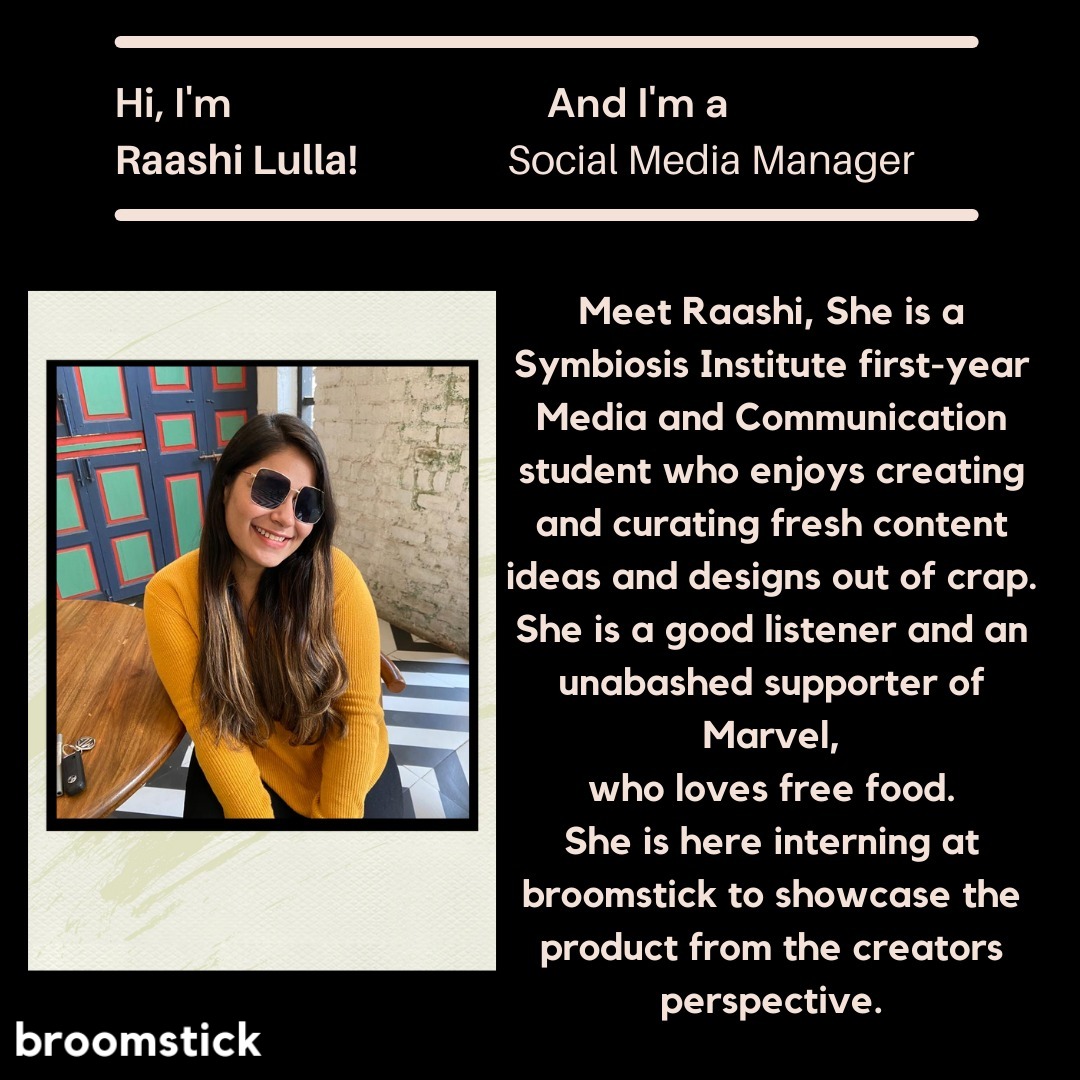 Hi, I'm
Raashi Lulla!
And I'm a
Social Media Manager
Meet Raashi, She is a
Symbiosis Institute first-year
Media and Communication
student who enjoys creating
and curating fresh content
ideas and designs out of crap.
She is a good listener and an
unabashed supporter of
Marvel,
who loves free food.
She is here interning at
broomstick to showcase the
product from the creators
perspective.
broomstick